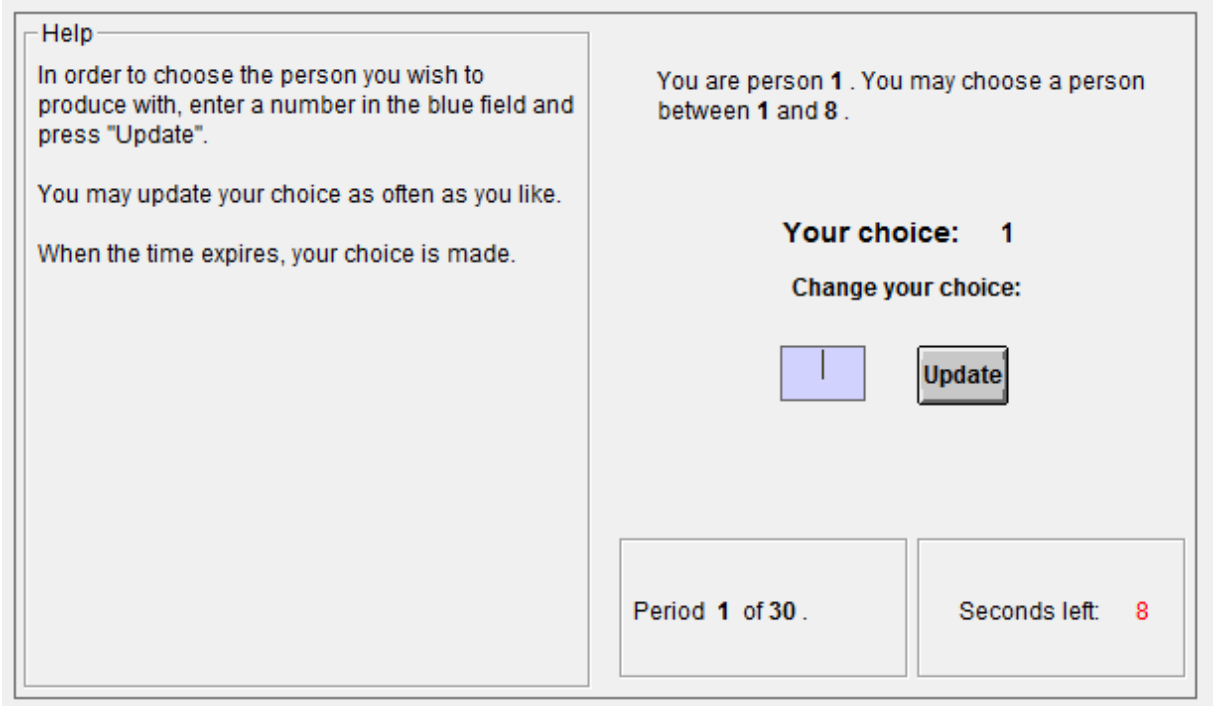 Help
In order to choose the person you wish to
produce with, enter a number in the blue field and
press "Update".
You may update your choice as often as you like.
When the time expires, your choice is made.
You are person 1 . You may choose a person
between 1 and 8 .
Your choice: 1
Change your choice:
Update
Period 1 of 30 .
Seconds left: 8